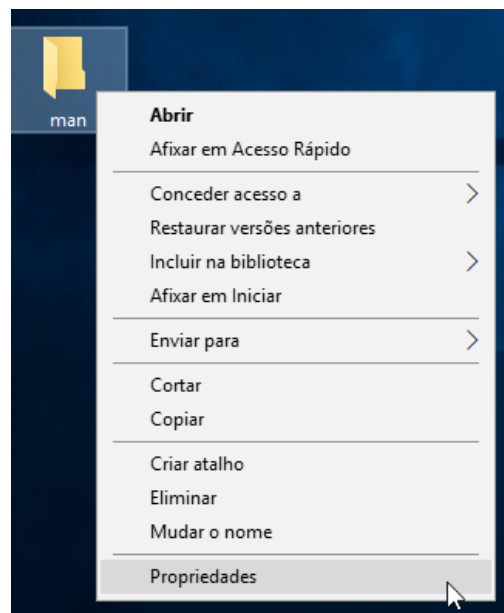 man
Abrir
Afixar em Acesso Rápido
Conceder acesso a
Restaurar versões anteriores
Incluir na biblioteca
Afixar em Iniciar
Enviar para
Cortar
Copiar
Criar atalho
Eliminar
Mudar o nome
Propriedades